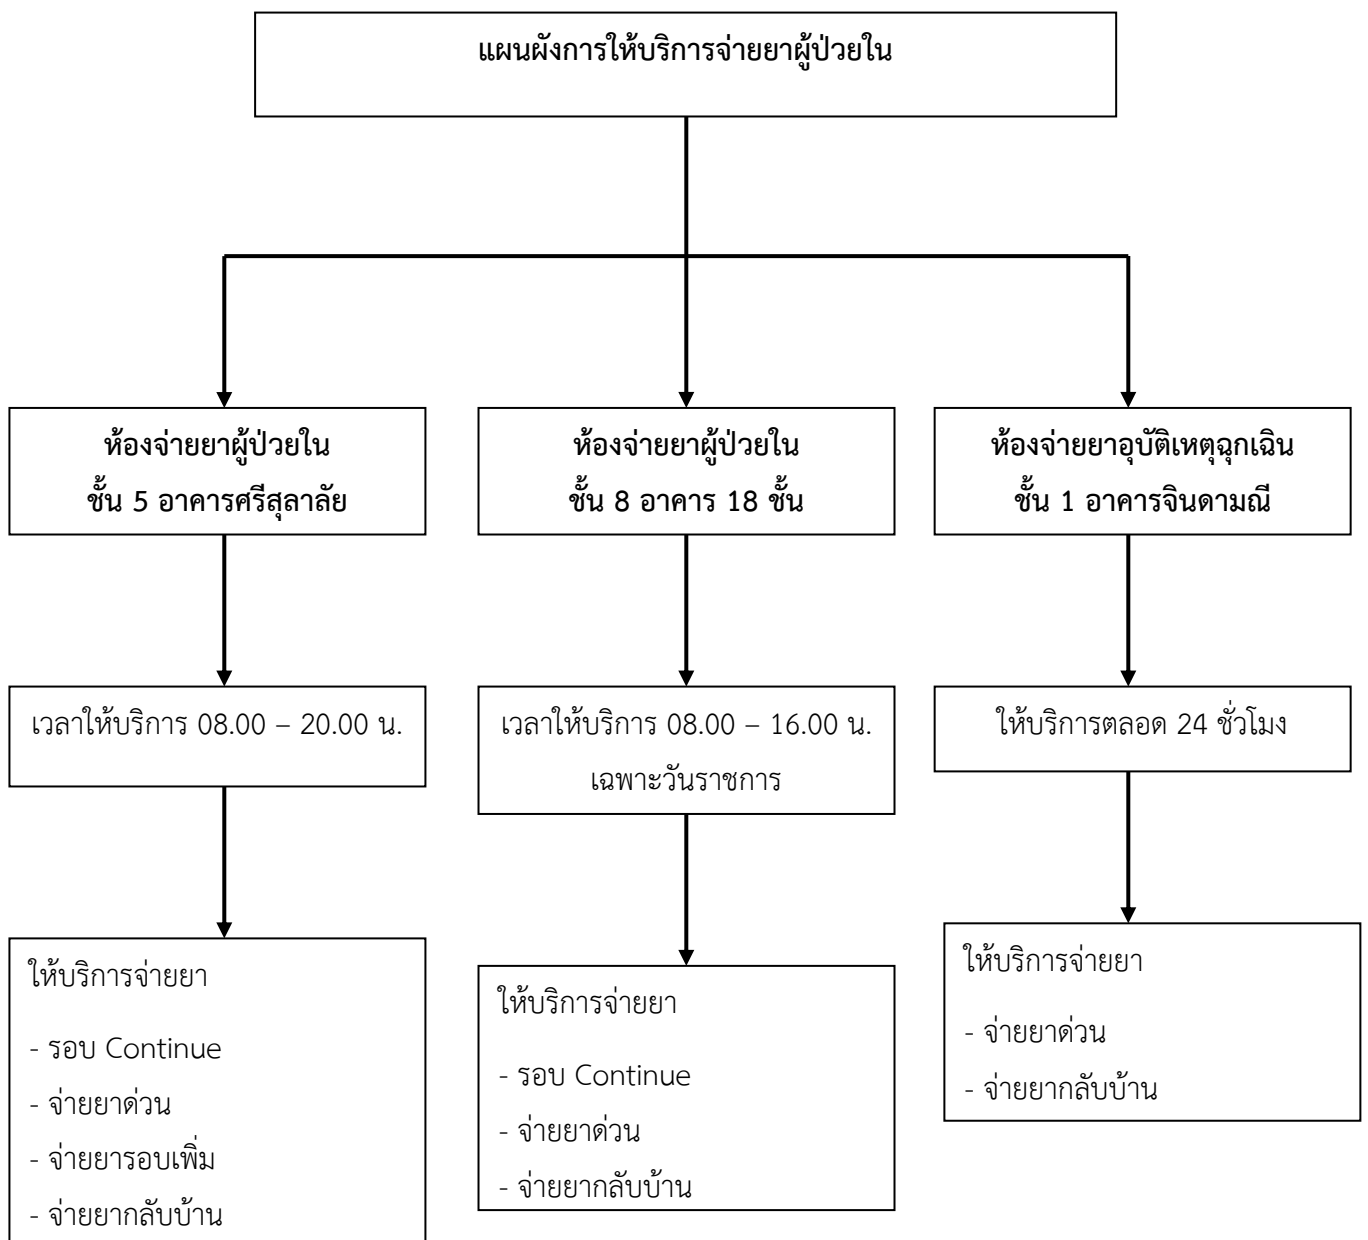 แผนผังการให้บริการจ่ายยาผู้ป่วยใน
ห้องจ่ายยาผู้ป่วยใน
ชั้น 5 อาคารศรีสุลาลัย
ห้องจ่ายยาผู้ป่วยใน
ชั้น 8 อาคาร 18 ชั้น
ห้องจ่ายยาอุบัติเหตุฉุกเฉิน
ชั้น 1 อาคารจินดามณี
เวลาให้บริการ 08.00 – 20.00 น.
เวลาให้บริการ 08.00 – 16.00 น.
เฉพาะวันราชการ
ให้บริการตลอด 24 ชั่วโมง
ให้บริการจ่ายยา
- รอบ Continue
- จ่ายยาด่วน
- จ่ายยารอบเพิ่ม
- จ่ายยากลับบ้าน
ให้บริการจ่ายยา
- รอบ Continue
- จ่ายยาด่วน
- จ่ายยากลับบ้าน
ให้บริการจ่ายยา
- จ่ายยาด่วน
- จ่ายยากลับบ้าน